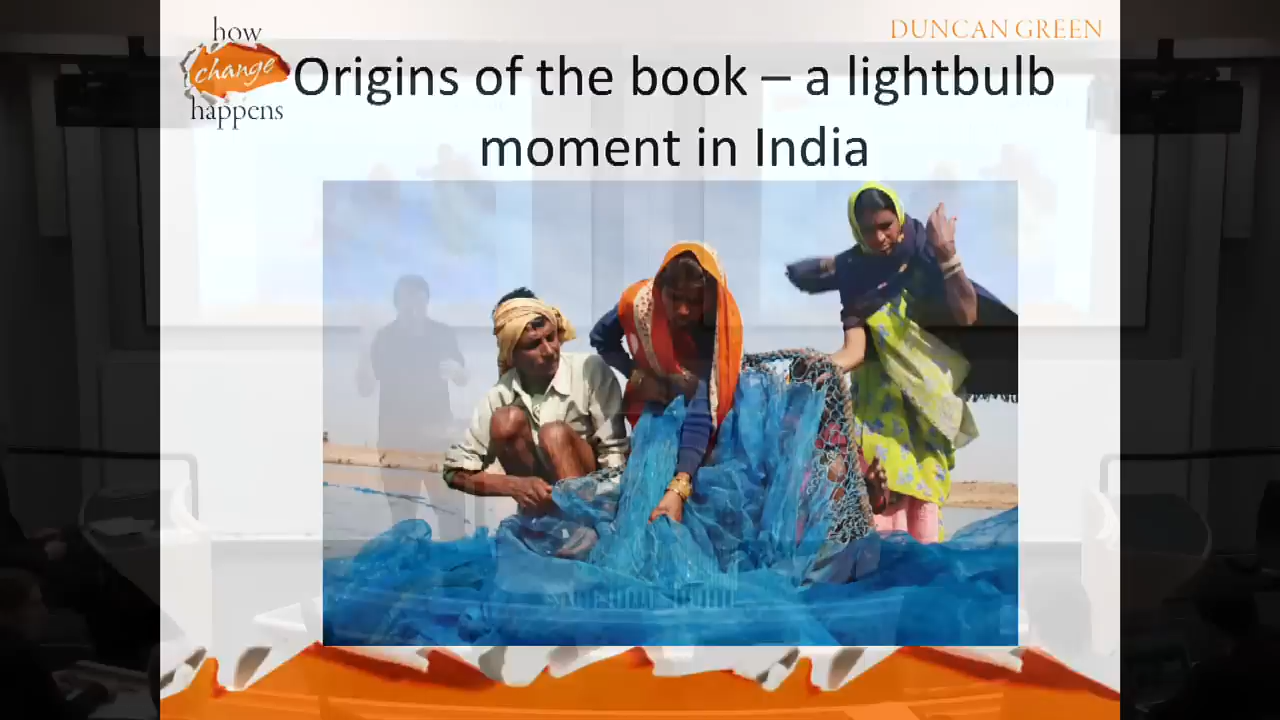 how
change
happens
DUNCAN GREEN
Origins of the book – a lightbulb
moment in India